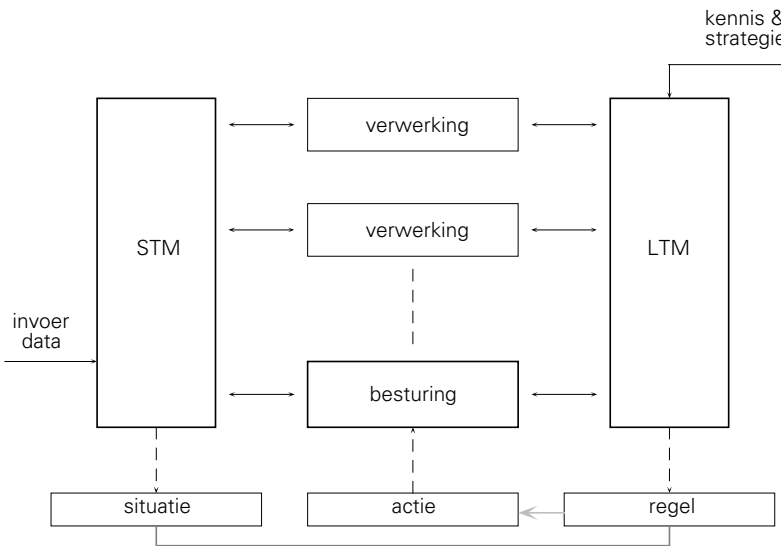 kennis &
strategie
verwerking
verwerking
STM
LTM
invoer
data
besturing
situatie
actie
regel